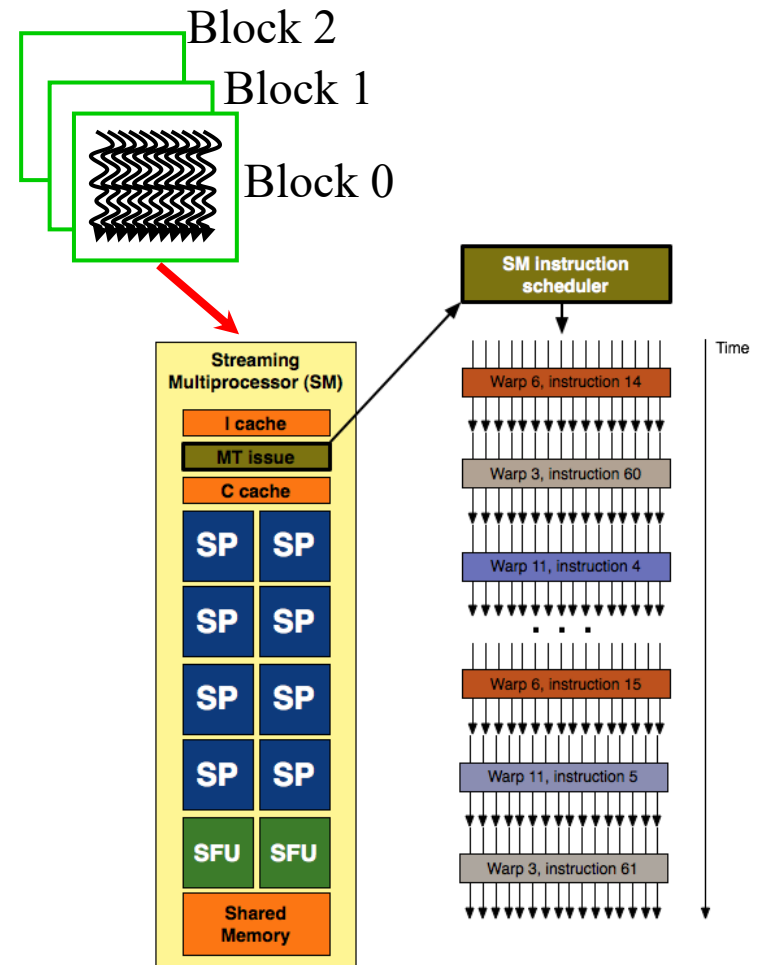 Block 2
Block 1
Block 0
SM instruction
scheduler
Time
Streaming
Multiprocessor (SM)
I cache
MT issue
C cache
SP SP
SP SP
SP SP
SP SP
SFU SFU
Shared
Memory
Warp 6, instruction 14
Warp 3, instruction 60
Warp 11, instruction 4
. . .
Warp 6, instruction 15
Warp 11, instruction 5
Warp 3, instruction 61